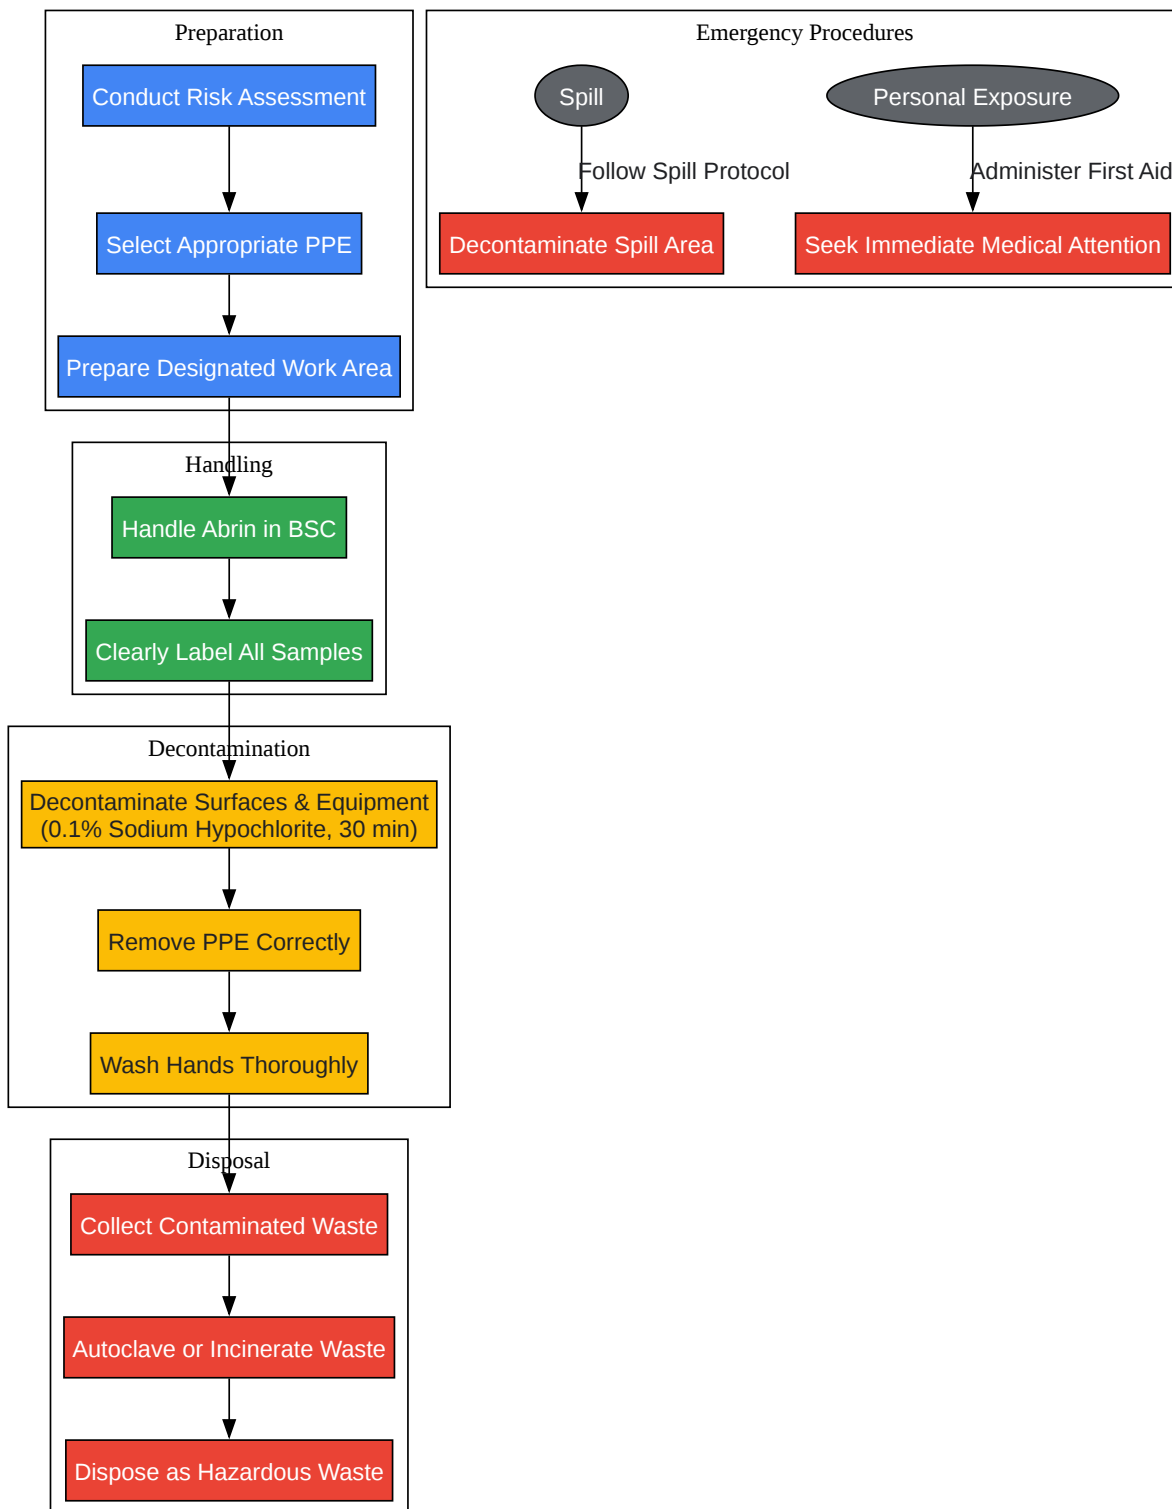 Preparation
Conduct Risk Assessment
Select Appropriate PPE
Prepare Designated Work Area
Handling
Handle Abrin in BSC
Clearly Label All Samples
Decontamination
Decontaminate Surfaces & Equipment
(0.1% Sodium Hypochlorite, 30 min)
Remove PPE Correctly
Wash Hands Thoroughly
Disposal
Collect Contaminated Waste
Autoclave or Incinerate Waste
Dispose as Hazardous Waste
Emergency Procedures
Spill
Follow Spill Protocol
Decontaminate Spill Area
Personal Exposure
Administer First Aid
Seek Immediate Medical Attention